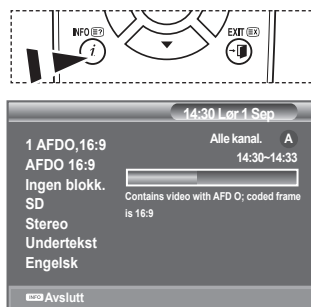 INFO EXIT
i
14:30 Lør 1 Sep
1 AFDO,16:9
AFDO 16:9
Ingen blokk.
SD
Stereo
Undertekst
Engelsk
Alle kanal. A
14:30~14:33
Contains video with AFD O; coded frame
is 16:9
INFO Avslutt